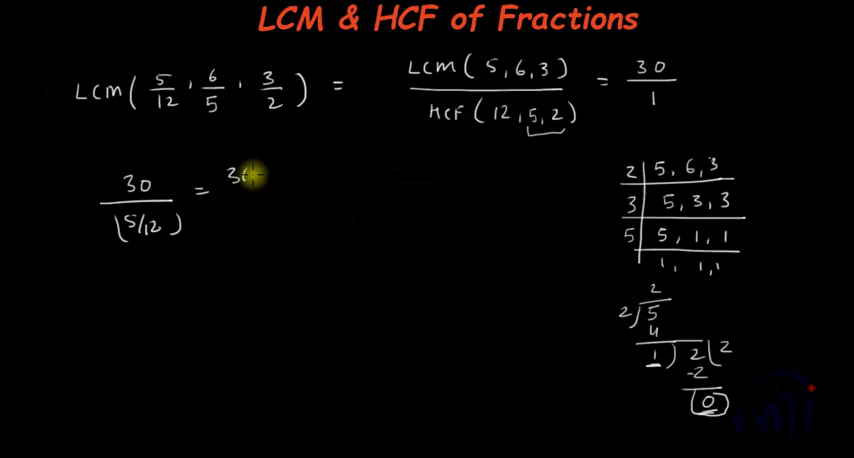 LCM & HCF of Fractions
LCM ( 5/12 , 6/5 , 3/2 ) = LCM ( 5, 6, 3 ) / HCF ( 12, 5, 2 ) = 30/1
30 / (5/12) = 3
2 | 5, 6, 3
3 | 5, 3, 3
5 | 5, 1, 1
1, 1, 1
2
2 ) 5
4
1 ) 2 ( 2
-2
0